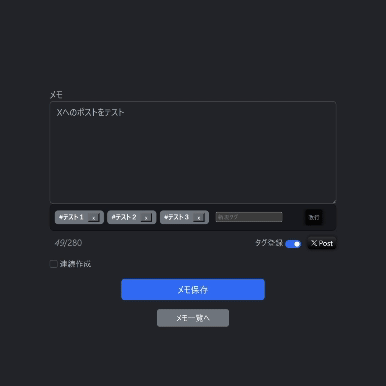 メモ
Xへのポストをテスト
#テスト1 x #テスト2 x #テスト3 x 改行
49/280 タグ登録 X Post
連続作成
メモ保存
メモ一覧へ